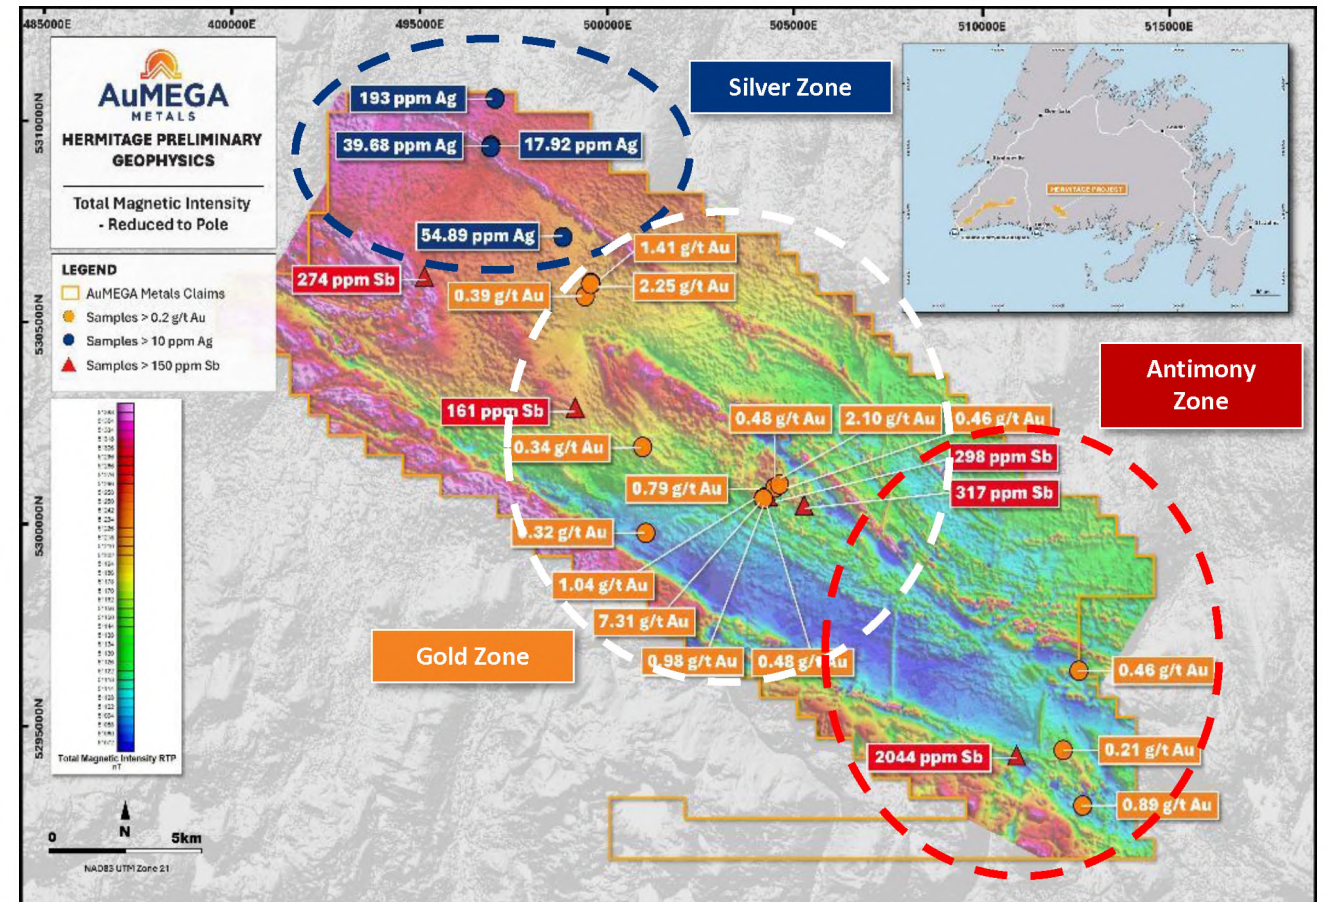 485000E
400000E
495000E
500000E
505000E
510000E
515000E
5310000N
5305000N
5300000N
5295000N
AuMEGA
METALS
HERMITAGE PRELIMINARY
GEOPHYSICS
Total Magnetic Intensity
- Reduced to Pole
LEGEND
AuMEGA Metals Claims
Samples > 0.2 g/t Au
Samples > 10 ppm Ag
Samples > 150 ppm Sb
Total Magnetic Intensity RTP
nT
0
N
5km
NAD83 UTM Zone 21
Silver Zone
193 ppm Ag
39.68 ppm Ag
17.92 ppm Ag
54.89 ppm Ag
274 ppm Sb
1.41 g/t Au
0.39 g/t Au
2.25 g/t Au
HERMITAGE PROJECT
Antimony
Zone
161 ppm Sb
0.48 g/t Au
2.10 g/t Au
0.46 g/t Au
0.34 g/t Au
298 ppm Sb
0.79 g/t Au
317 ppm Sb
0.32 g/t Au
1.04 g/t Au
7.31 g/t Au
Gold Zone
0.98 g/t Au
0.48 g/t Au
0.46 g/t Au
2044 ppm Sb
0.21 g/t Au
0.89 g/t Au